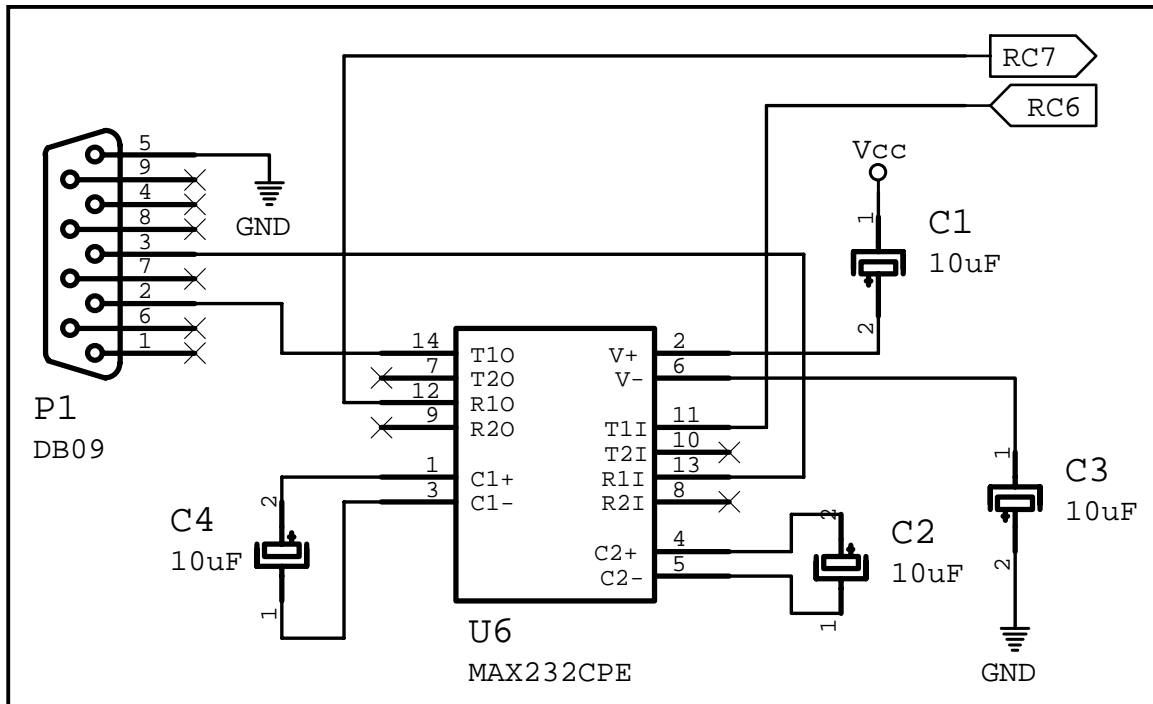 RC7
RC6
Vcc
5
9
4
8
3
7
2
6
1
GND
1
C1
10uF
2
P1
DB09
14
7
12
9
1
3
T1O
T2O
R1O
R2O
C1+
C1-
V+
V-
T1I
T2I
R1I
R2I
C2+
C2-
2
6
11
10
13
8
4
5
2
C4
10uF
1
2
C2
10uF
1
1
C3
10uF
2
GND
U6
MAX232CPE